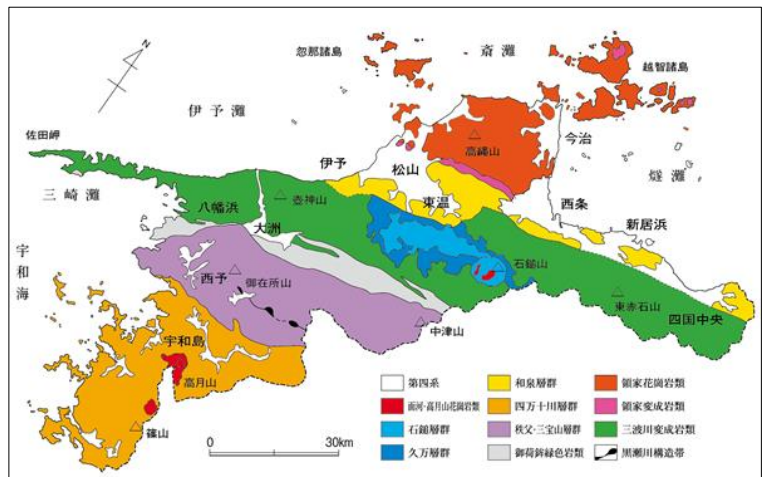 忽那諸島
斎灘
越智諸島
N
伊予灘
佐田岬
高縄山
今治
伊予
松山
燧灘
三崎灘
八幡浜
壺神山
東温
西条
新居浜
大洲
宇和海
西予
御在所山
石鎚山
東赤石山
四国中央
中津山
宇和島
高月山
篠山
0
30km
第四系
和泉層群
領家花崗岩類
面河・高月山花崗岩類
四万十川層群
領家変成岩類
石鎚層群
秩父・三宝山層群
三波川変成岩類
久万層群
御荷鉾緑色岩類
黒瀬川構造帯